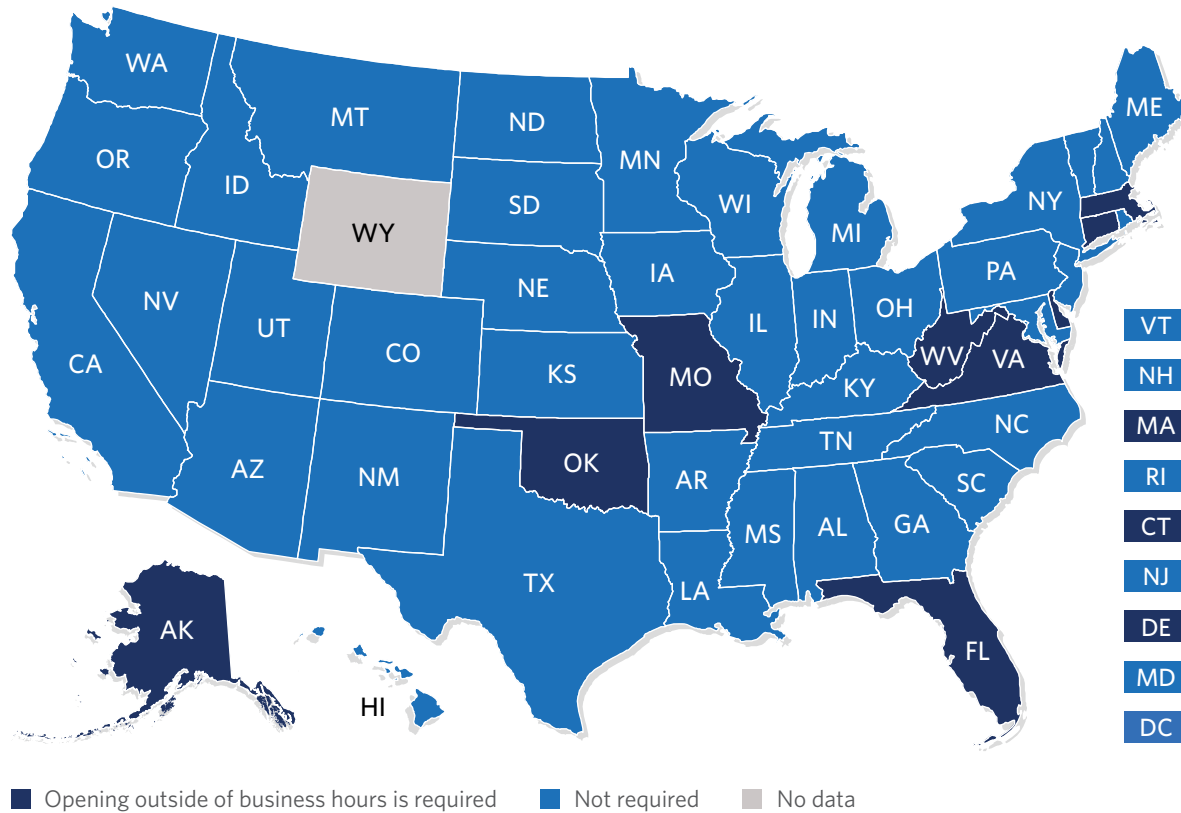 WA
MT
ND
MN
ME
OR
ID
SD
WI
MI
NY
WY
IA
PA
NE
NV
UT
CO
IL
IN
OH
CA
KS
MO
KY
WV
VA
VT
NH
MA
RI
CT
NJ
DE
MD
DC
AZ
NM
OK
AR
TN
NC
SC
MS
AL
GA
TX
LA
AK
HI
FL
Opening outside of business hours is required
Not required
No data